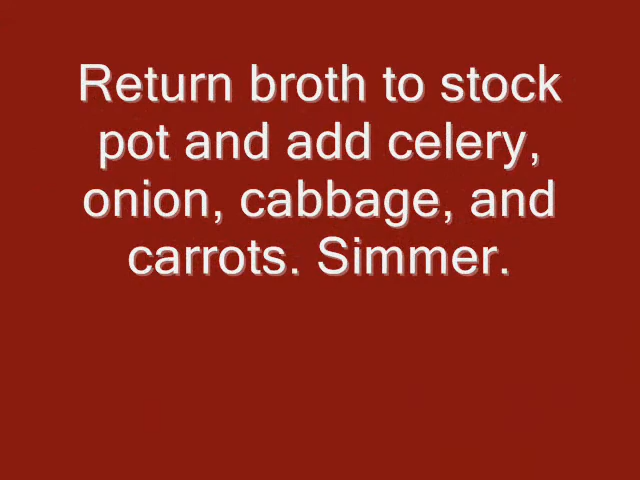 Return broth to stock
pot and add celery,
onion, cabbage, and
carrots. Simmer.